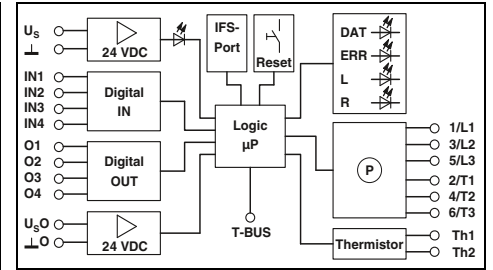 US
24 VDC
IN1
IN2
IN3
IN4
Digital
IN
O1
O2
O3
O4
Digital
OUT
USO
O
24 VDC
IFS-
Port
Reset
Logic
µP
T-BUS
DAT
ERR
L
R
P
1/L1
3/L2
5/L3
2/T1
4/T2
6/T3
Thermistor
Th1
Th2